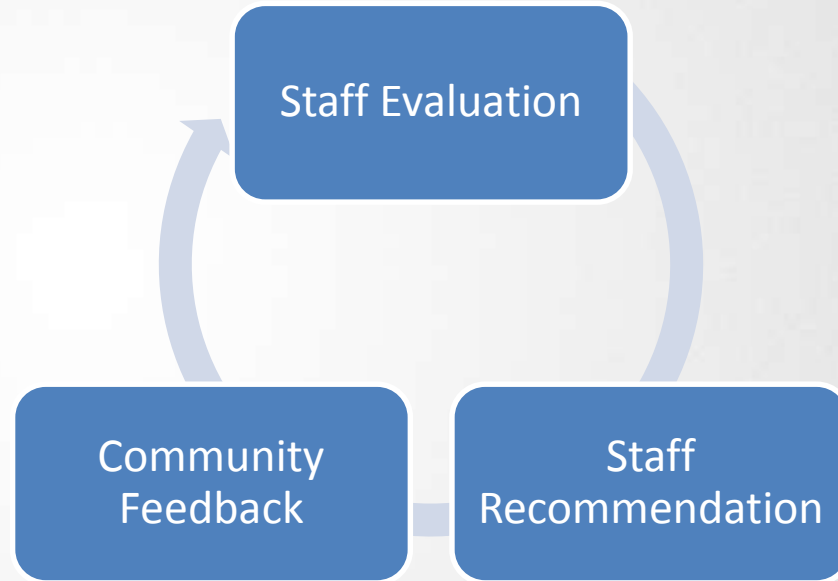 Staff Evaluation
Community
Feedback
Staff
Recommendation